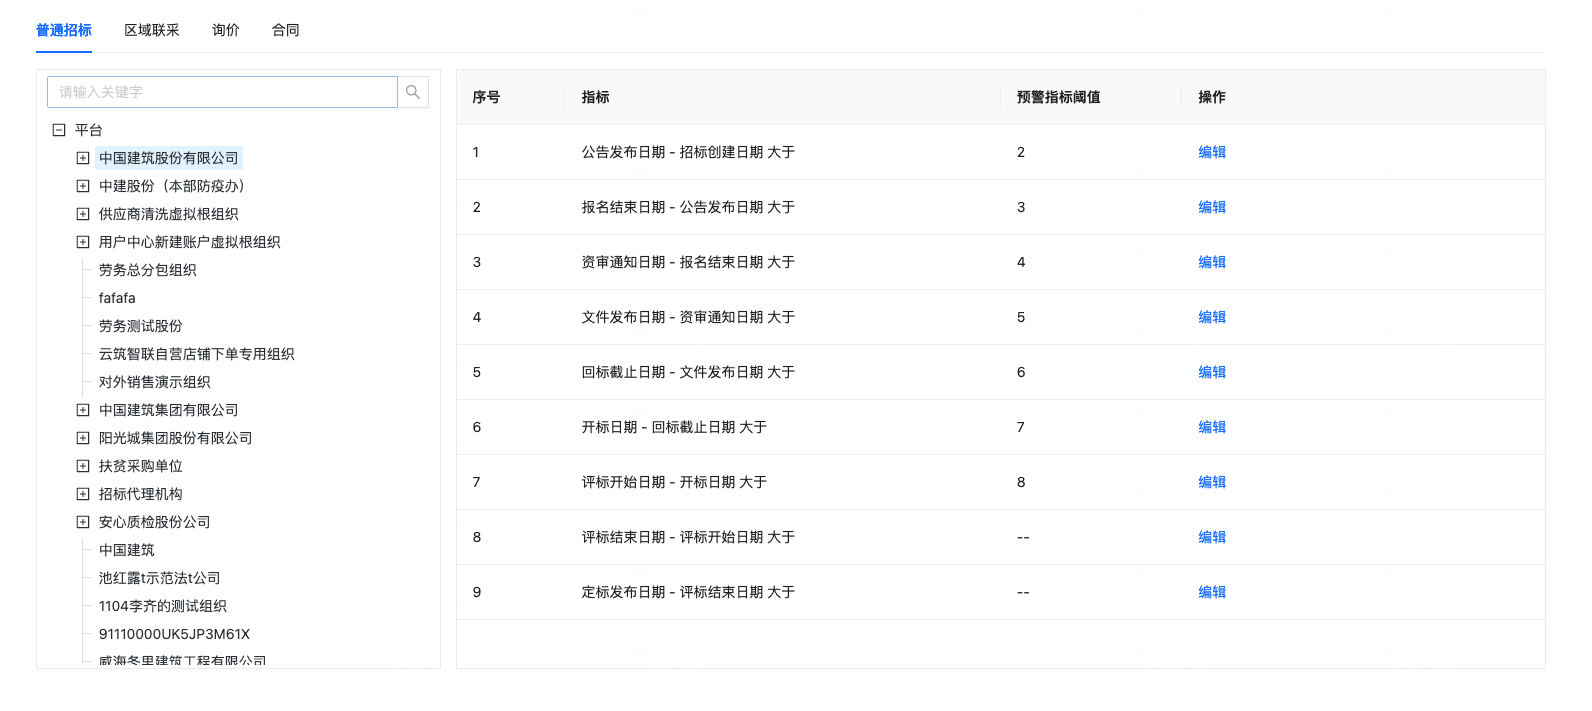 普通招标 区域联采 询价 合同
请输入关键字
平台
中国建筑股份有限公司
中建股份（本部防疫办）
供应商清洗虚拟根组织
用户中心新建账户虚拟根组织
劳务总分包组织
fafafa
劳务测试股份
云筑智联自营店铺下单专用组织
对外销售演示组织
中国建筑集团有限公司
阳光城集团股份有限公司
扶贫采购单位
招标代理机构
安心质检股份公司
中国建筑
池红露t示范法t公司
1104李齐的测试组织
91110000UK5JP3M61X
威海冬里建筑工程有限公司
序号 指标 预警指标阈值 操作
1 公告发布日期 - 招标创建日期 大于 2 编辑
2 报名结束日期 - 公告发布日期 大于 3 编辑
3 资审通知日期 - 报名结束日期 大于 4 编辑
4 文件发布日期 - 资审通知日期 大于 5 编辑
5 回标截止日期 - 文件发布日期 大于 6 编辑
6 开标日期 - 回标截止日期 大于 7 编辑
7 评标开始日期 - 开标日期 大于 8 编辑
8 评标结束日期 - 评标开始日期 大于 -- 编辑
9 定标发布日期 - 评标结束日期 大于 -- 编辑